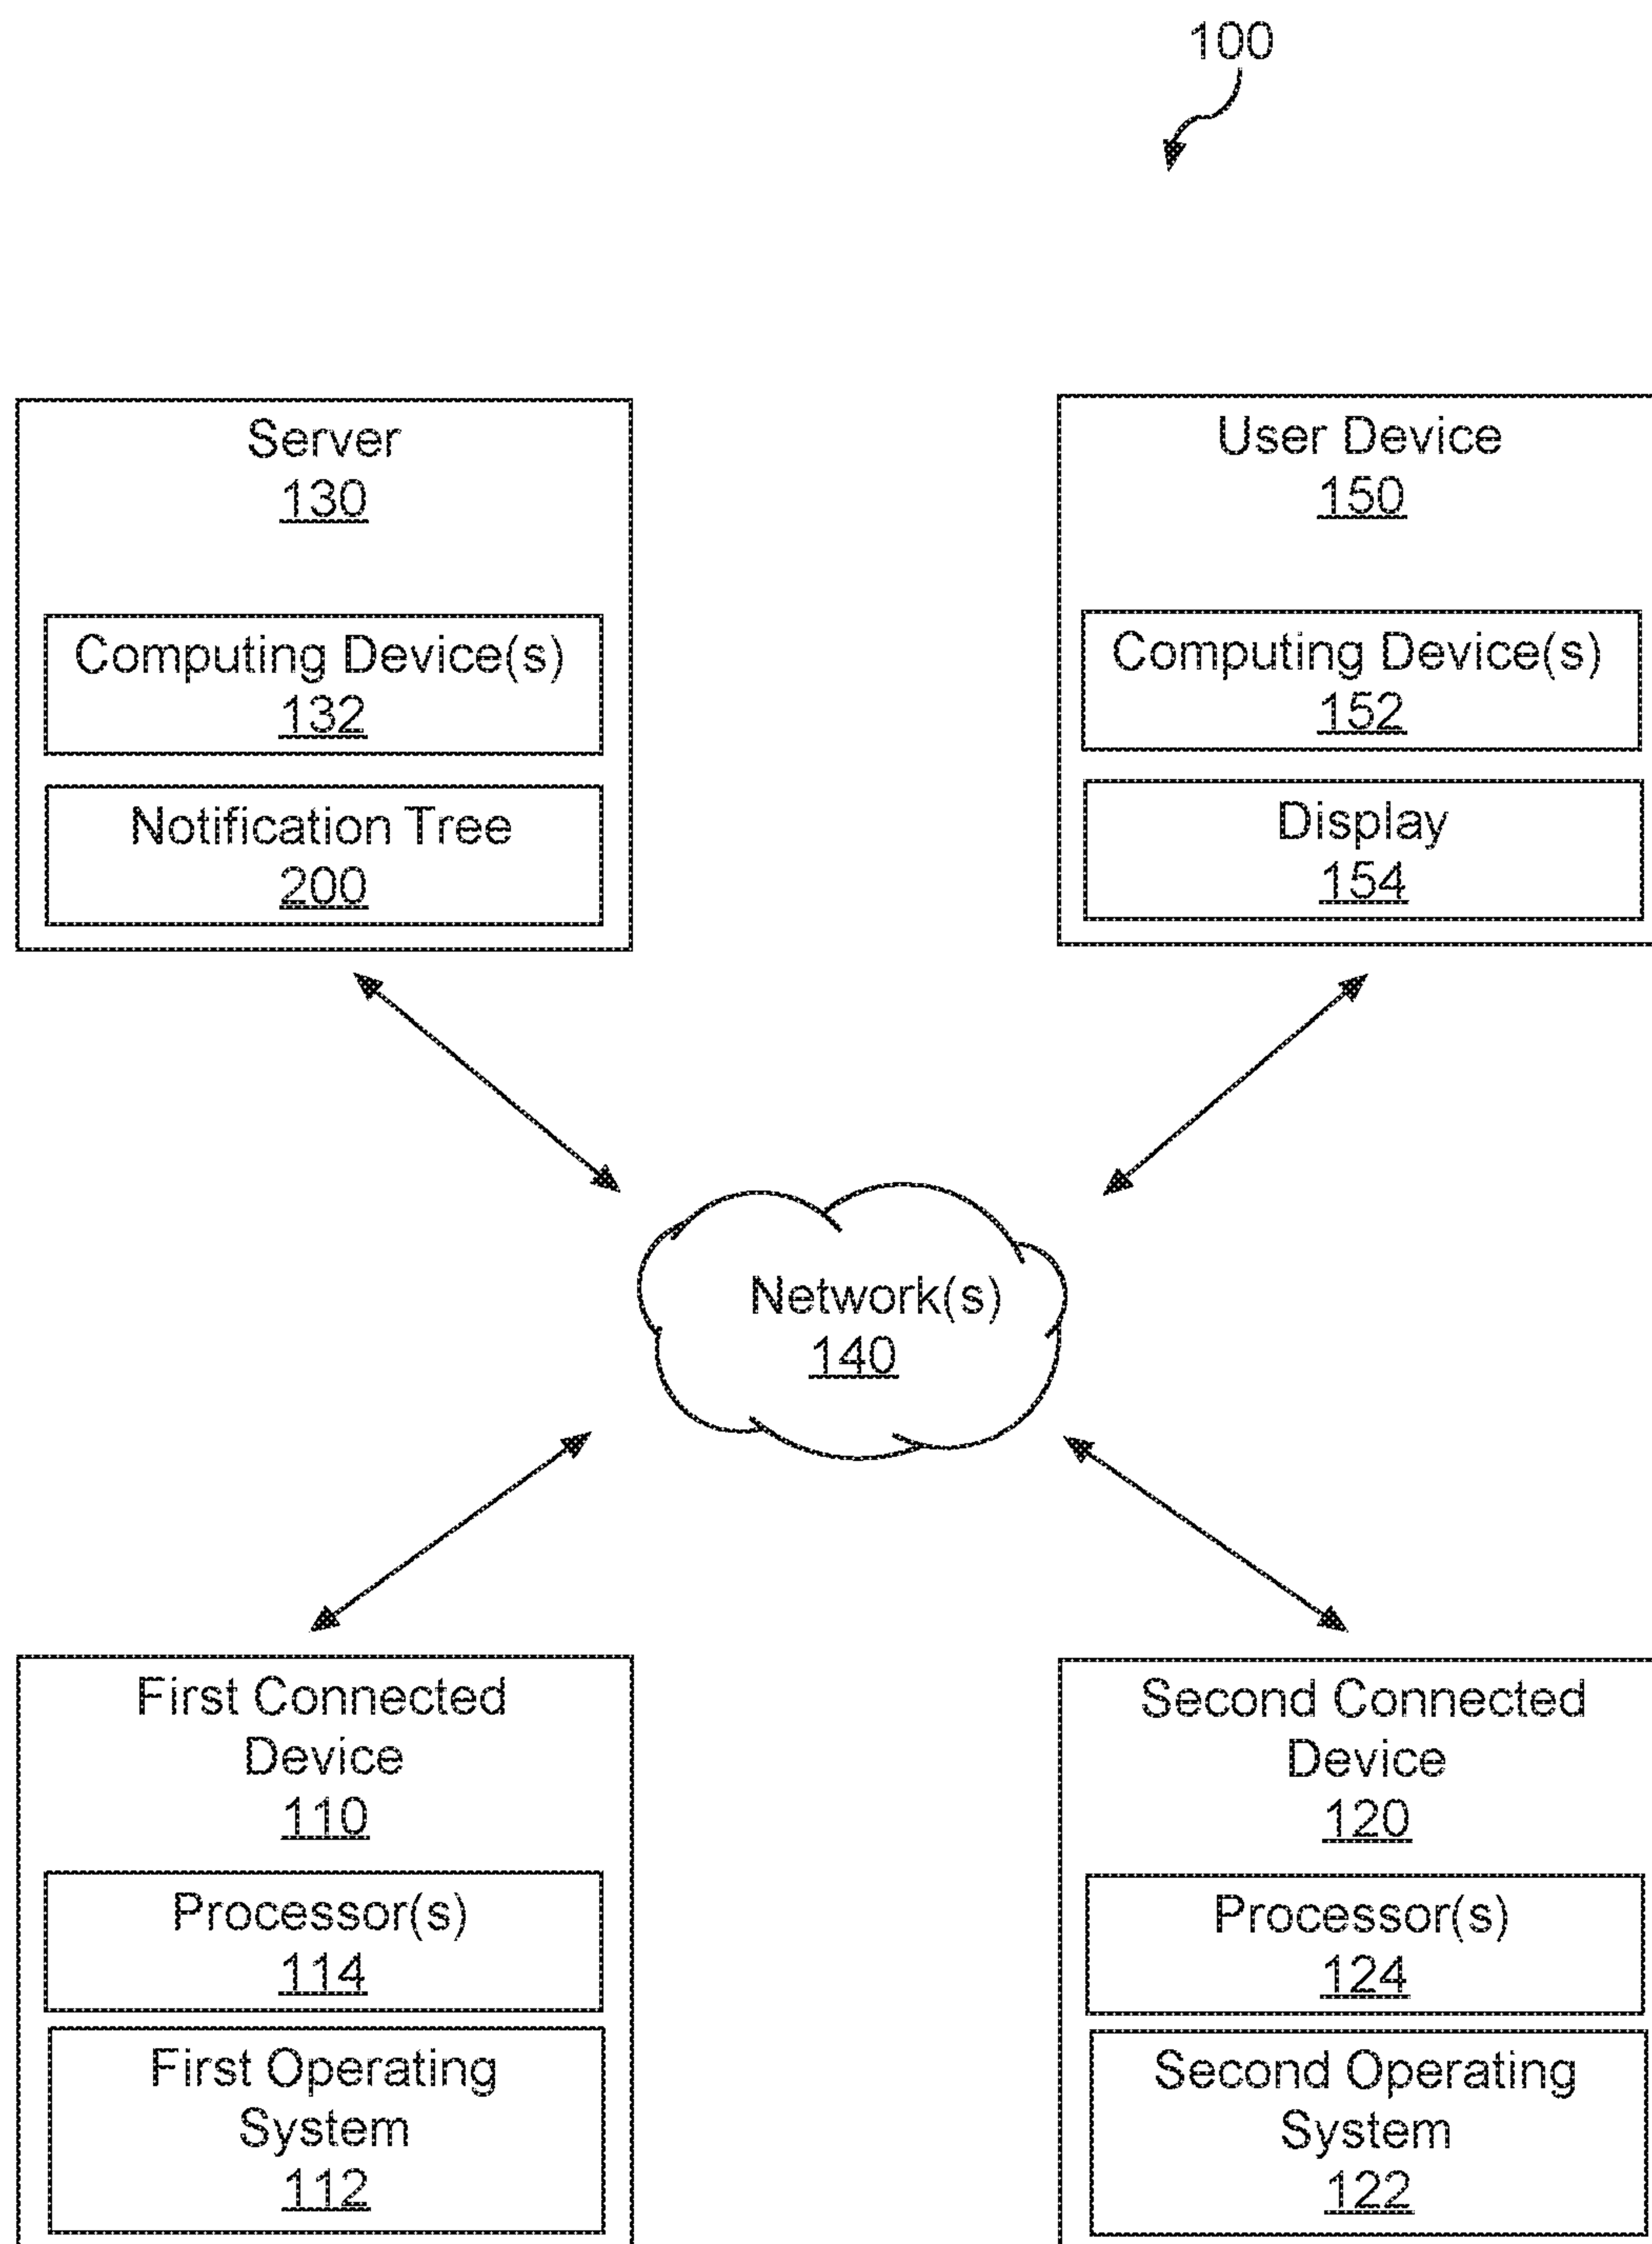 100
Server
130
Computing Device(s)
132
Notification Tree
200
User Device
150
Computing Device(s)
152
Display
154
Network(s)
140
First Connected
Device
110
Processor(s)
114
First Operating
System
112
Second Connected
Device
120
Processor(s)
124
Second Operating
System
122